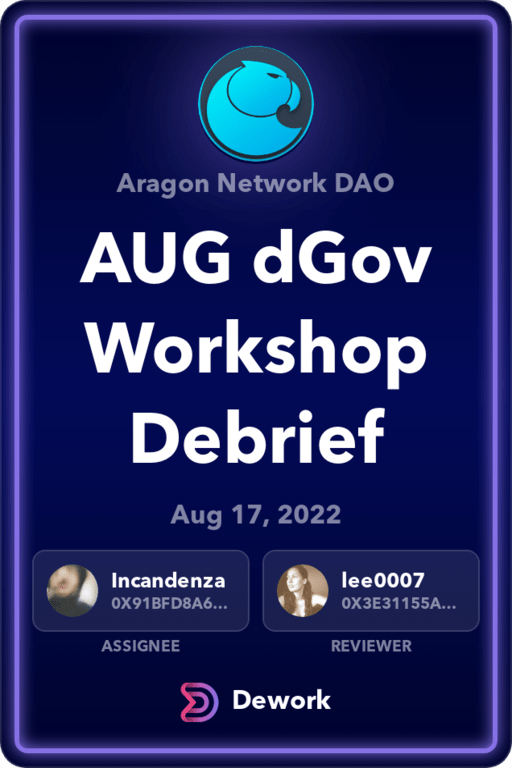 Aragon Network DAO
AUG dGov
Workshop
Debrief
Aug 17, 2022
Incandenza
0X91BFD8A6...
lee0007
0X3E31155A...
ASSIGNEE
REVIEWER
Dework